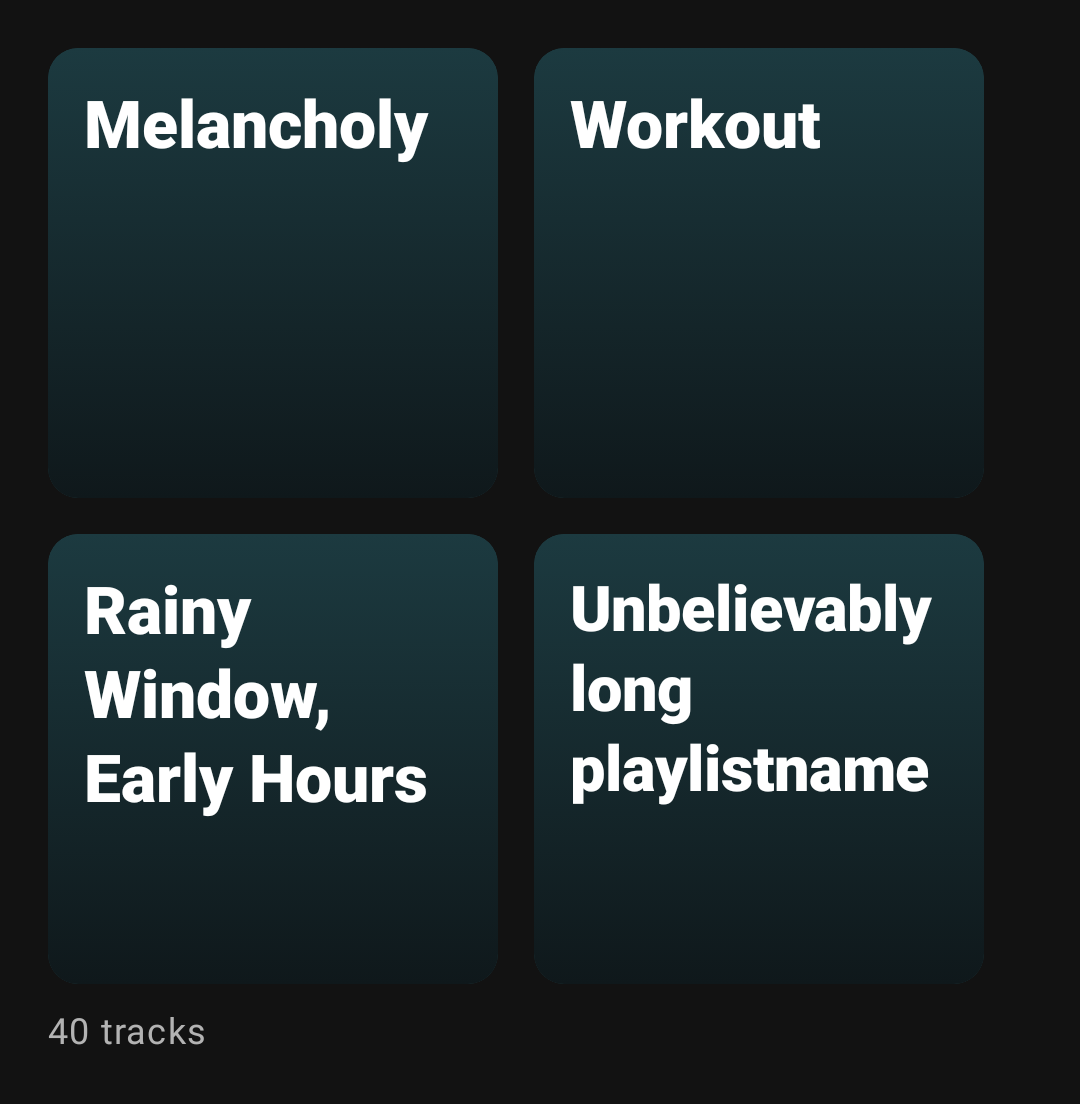 Melancholy
Workout
Rainy
Window,
Early Hours
Unbelievably
long
playlistname
40 tracks